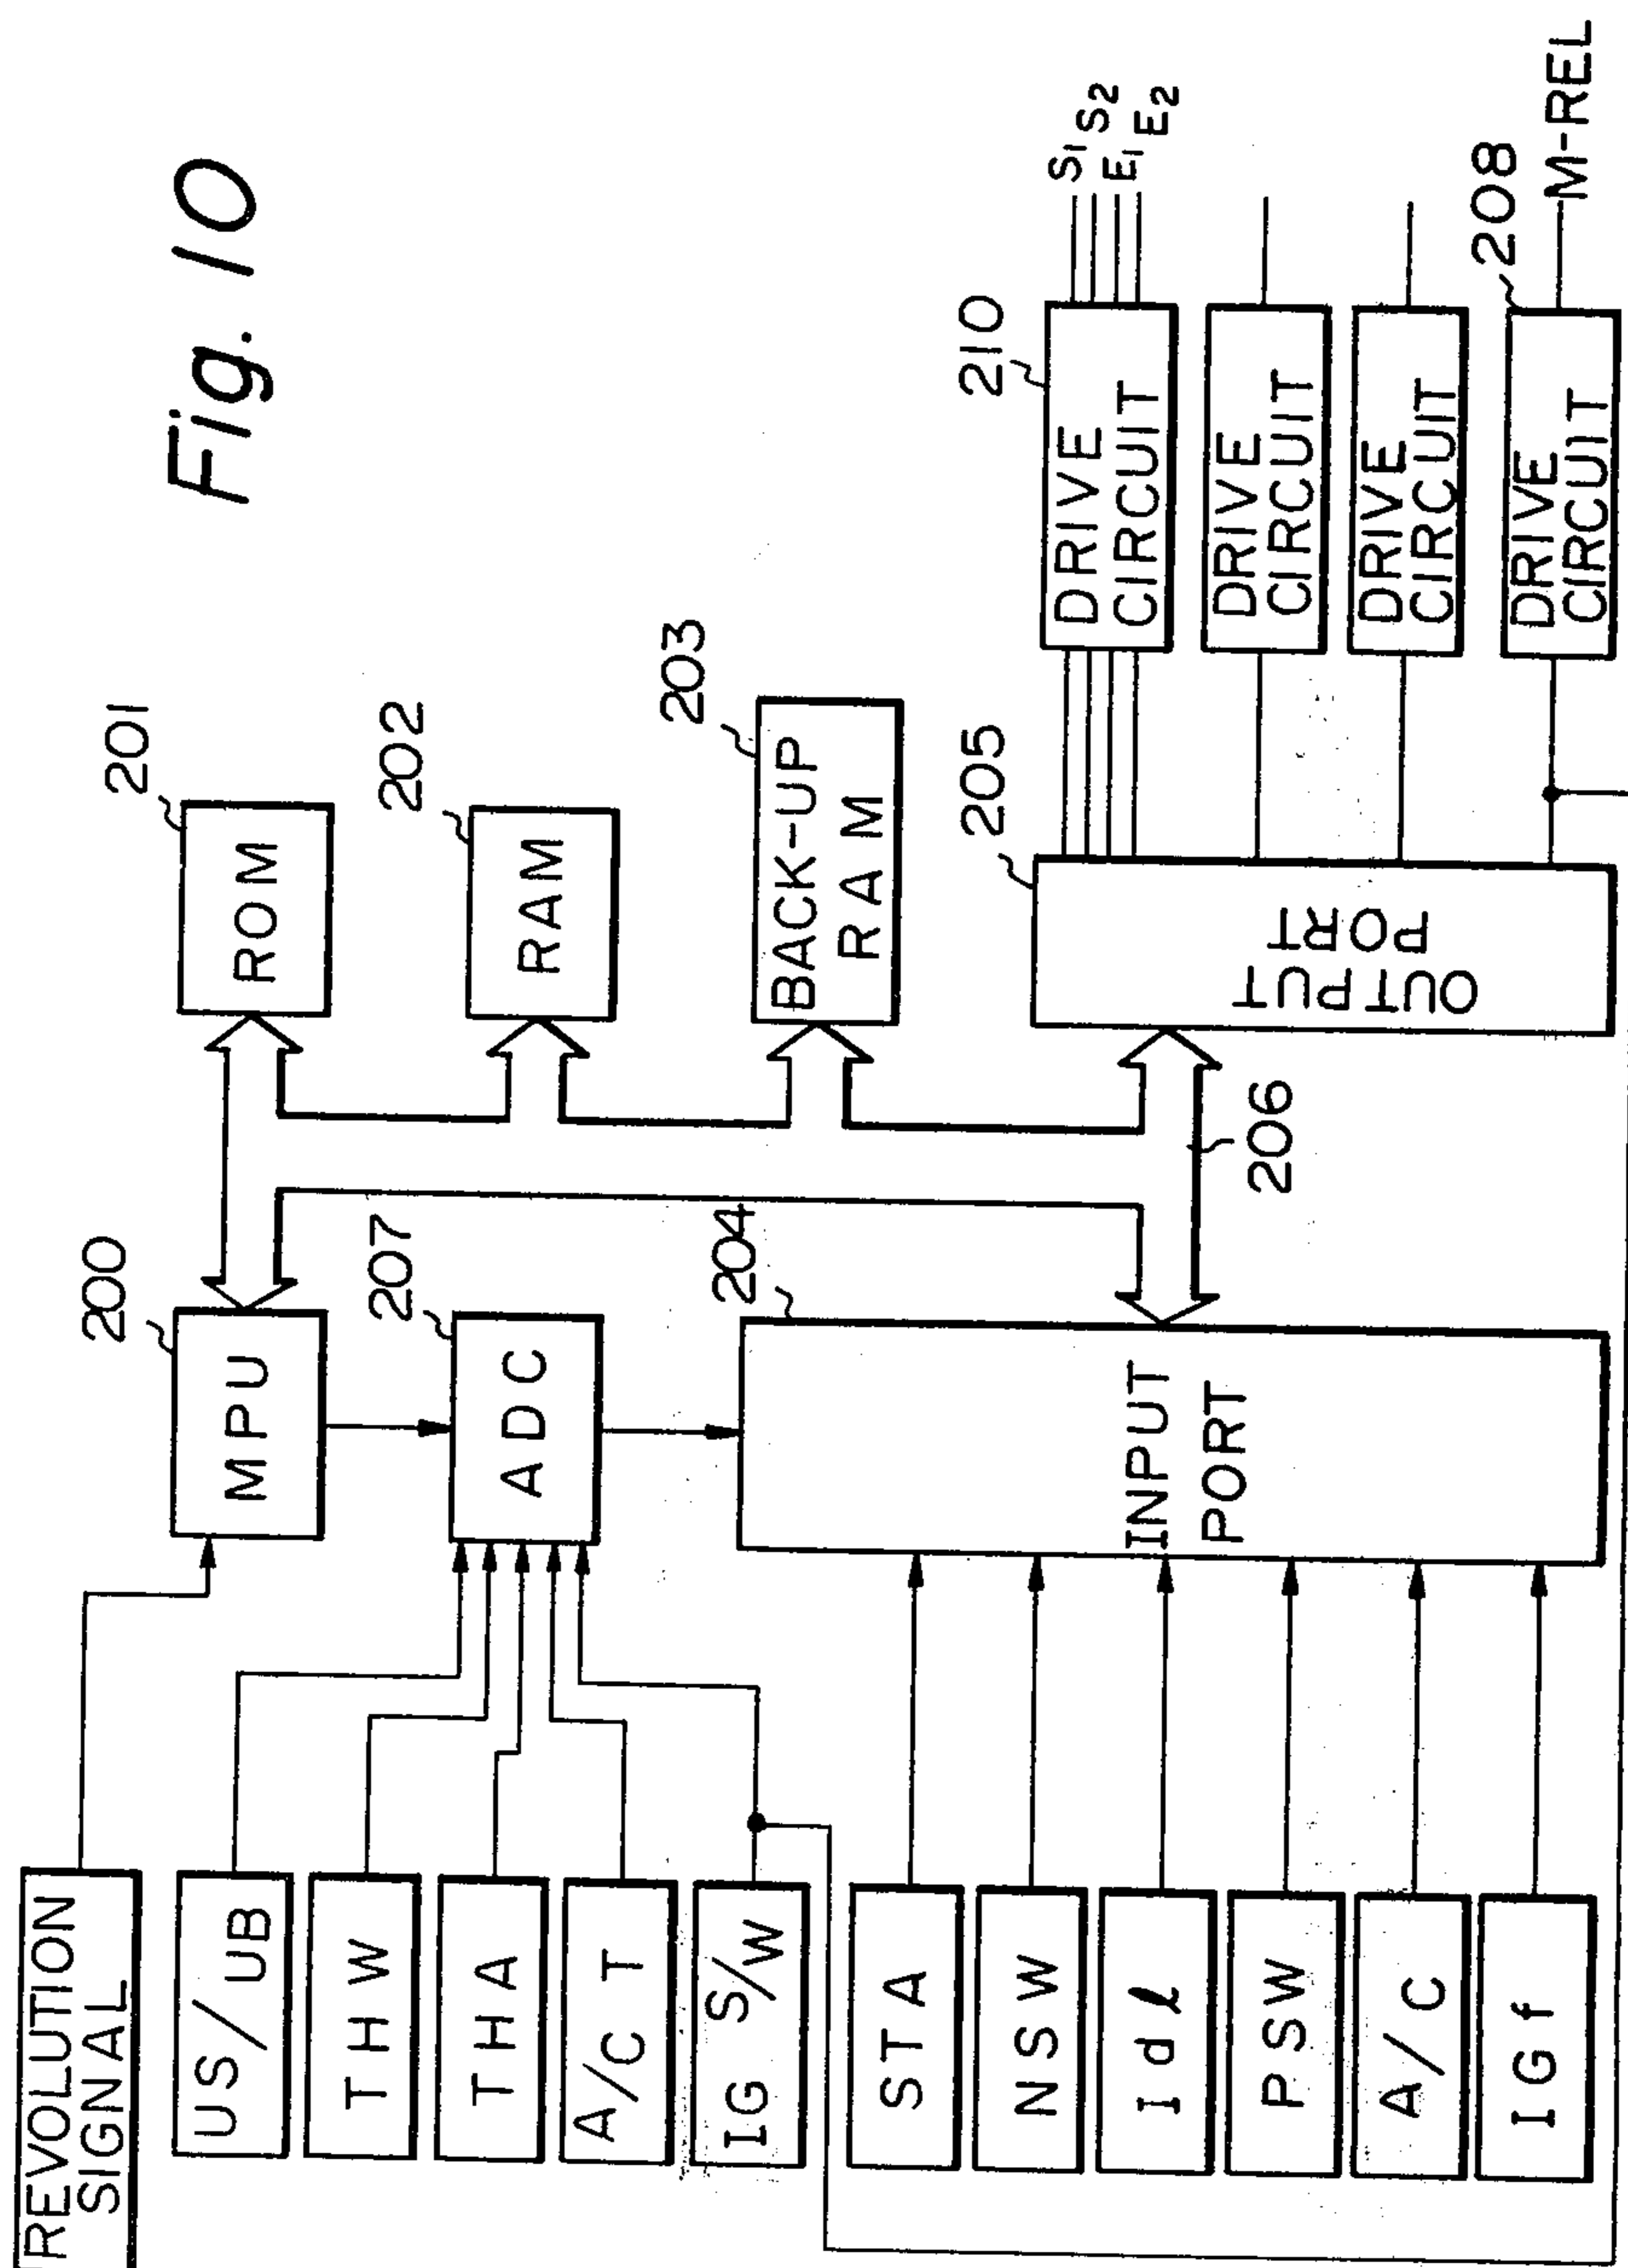 Fig. 10
REVOLUTION
SIGNAL
200
MPU
201
ROM
US/UB
THW
THA
A/CT
IG S/W
207
ADC
202
RAM
203
BACK-UP
RAM
204
INPUT
PORT
206
205
OUTPUT
PORT
STA
NSW
Idℓ
PSW
A/C
IGf
210
DRIVE
CIRCUIT
S1
S2
E1
E2
DRIVE
CIRCUIT
DRIVE
CIRCUIT
208
DRIVE
CIRCUIT
M-REL